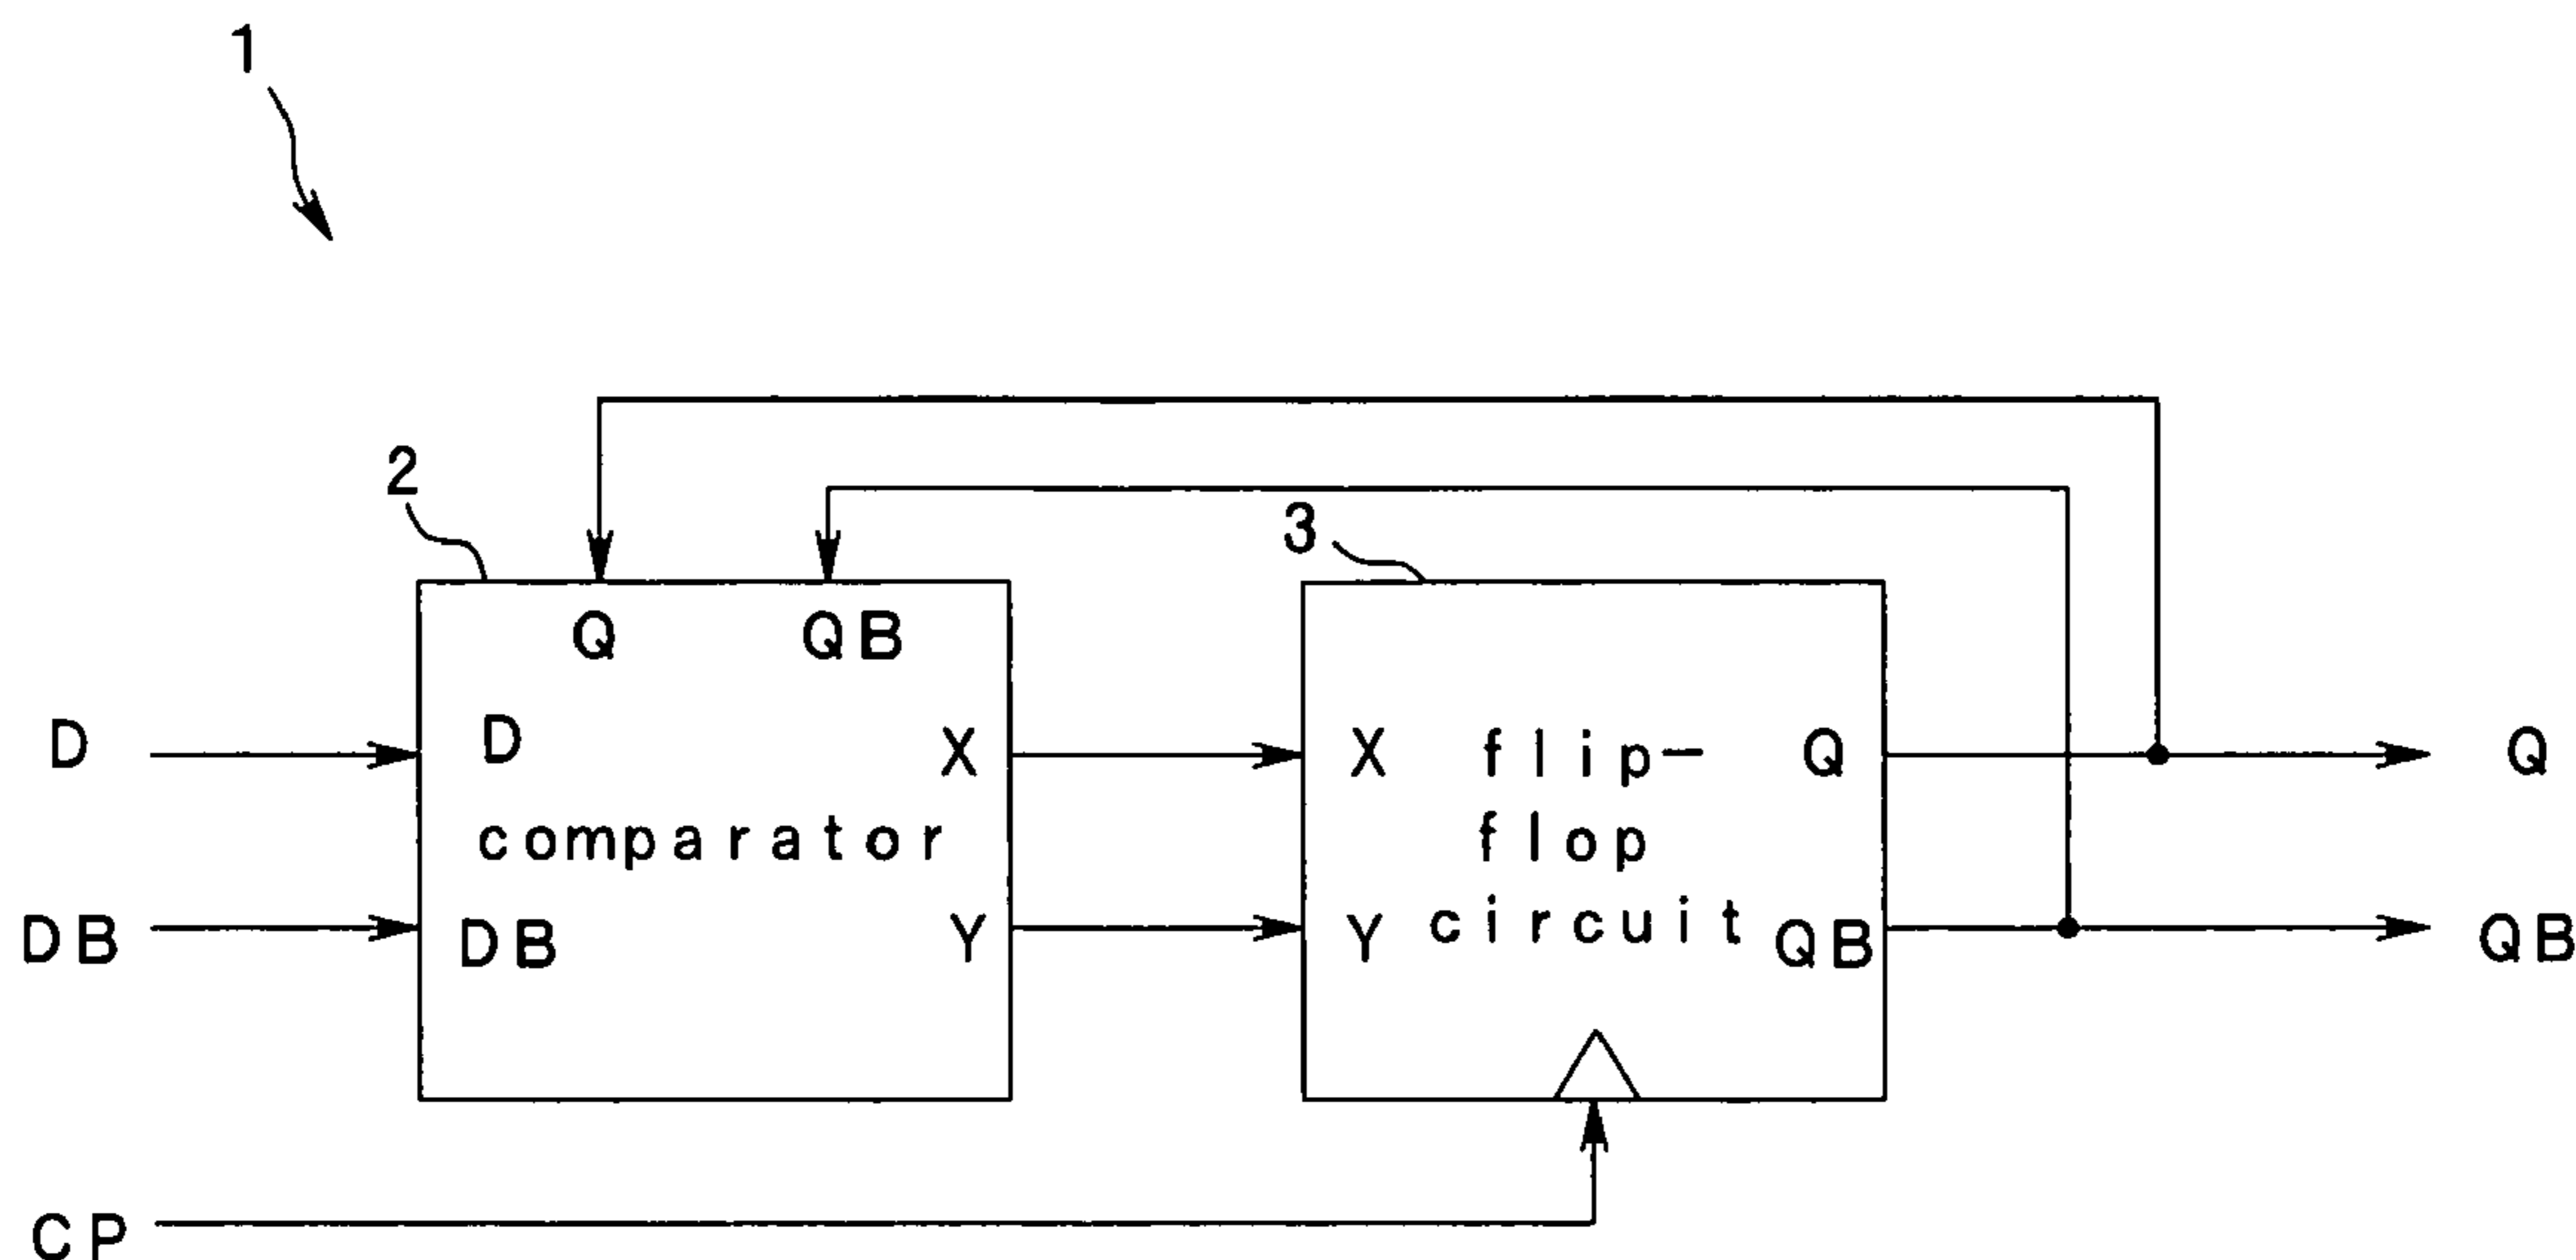 1
2
3
Q QB
D
D
X
X
flip-
Q
Q
comparator
flop
DB
DB
Y
Y
circuit
QB
QB
CP